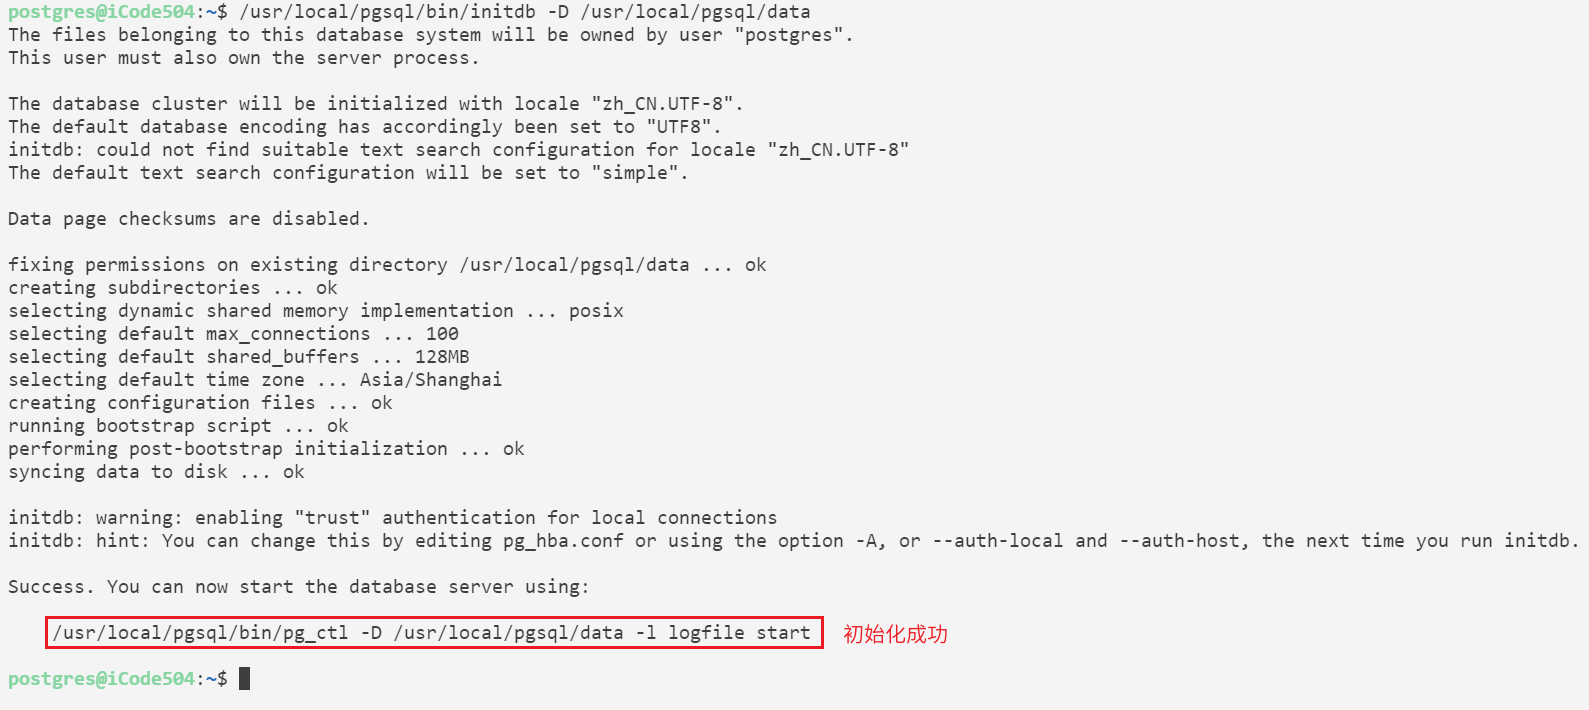 postgres@iCode504:~$ /usr/local/pgsql/bin/initdb -D /usr/local/pgsql/data
The files belonging to this database system will be owned by user "postgres".
This user must also own the server process.
The database cluster will be initialized with locale "zh_CN.UTF-8".
The default database encoding has accordingly been set to "UTF8".
initdb: could not find suitable text search configuration for locale "zh_CN.UTF-8"
The default text search configuration will be set to "simple".
Data page checksums are disabled.
fixing permissions on existing directory /usr/local/pgsql/data ... ok
creating subdirectories ... ok
selecting dynamic shared memory implementation ... posix
selecting default max_connections ... 100
selecting default shared_buffers ... 128MB
selecting default time zone ... Asia/Shanghai
creating configuration files ... ok
running bootstrap script ... ok
performing post-bootstrap initialization ... ok
syncing data to disk ... ok
initdb: warning: enabling "trust" authentication for local connections
initdb: hint: You can change this by editing pg_hba.conf or using the option -A, or --auth-local and --auth-host, the next time you run initdb.
Success. You can now start the database server using:
/usr/local/pgsql/bin/pg_ctl -D /usr/local/pgsql/data -l logfile start 初始化成功
postgres@iCode504:~$